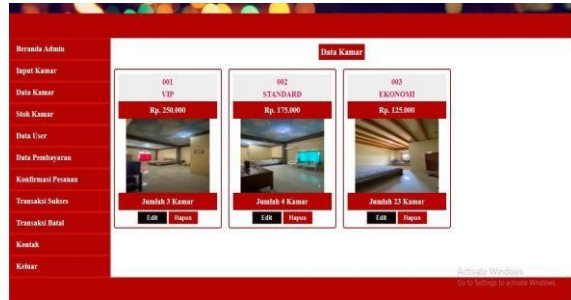 Beranda Admin
Input Kamar
Data Kamar
Stok Kamar
Data User
Data Pembayaran
Konfirmasi Pesanan
Transaksi Sukses
Transaksi Batal
Kontak
Keluar
Data Kamar
001
VIP
Rp. 250.000
Jumlah 3 Kamar
Edit Hapus
002
STANDARD
Rp. 175.000
Jumlah 4 Kamar
Edit Hapus
003
EKONOMI
Rp. 125.000
Jumlah 23 Kamar
Edit Hapus
Activate Windows
Go to Settings to activate Windows.